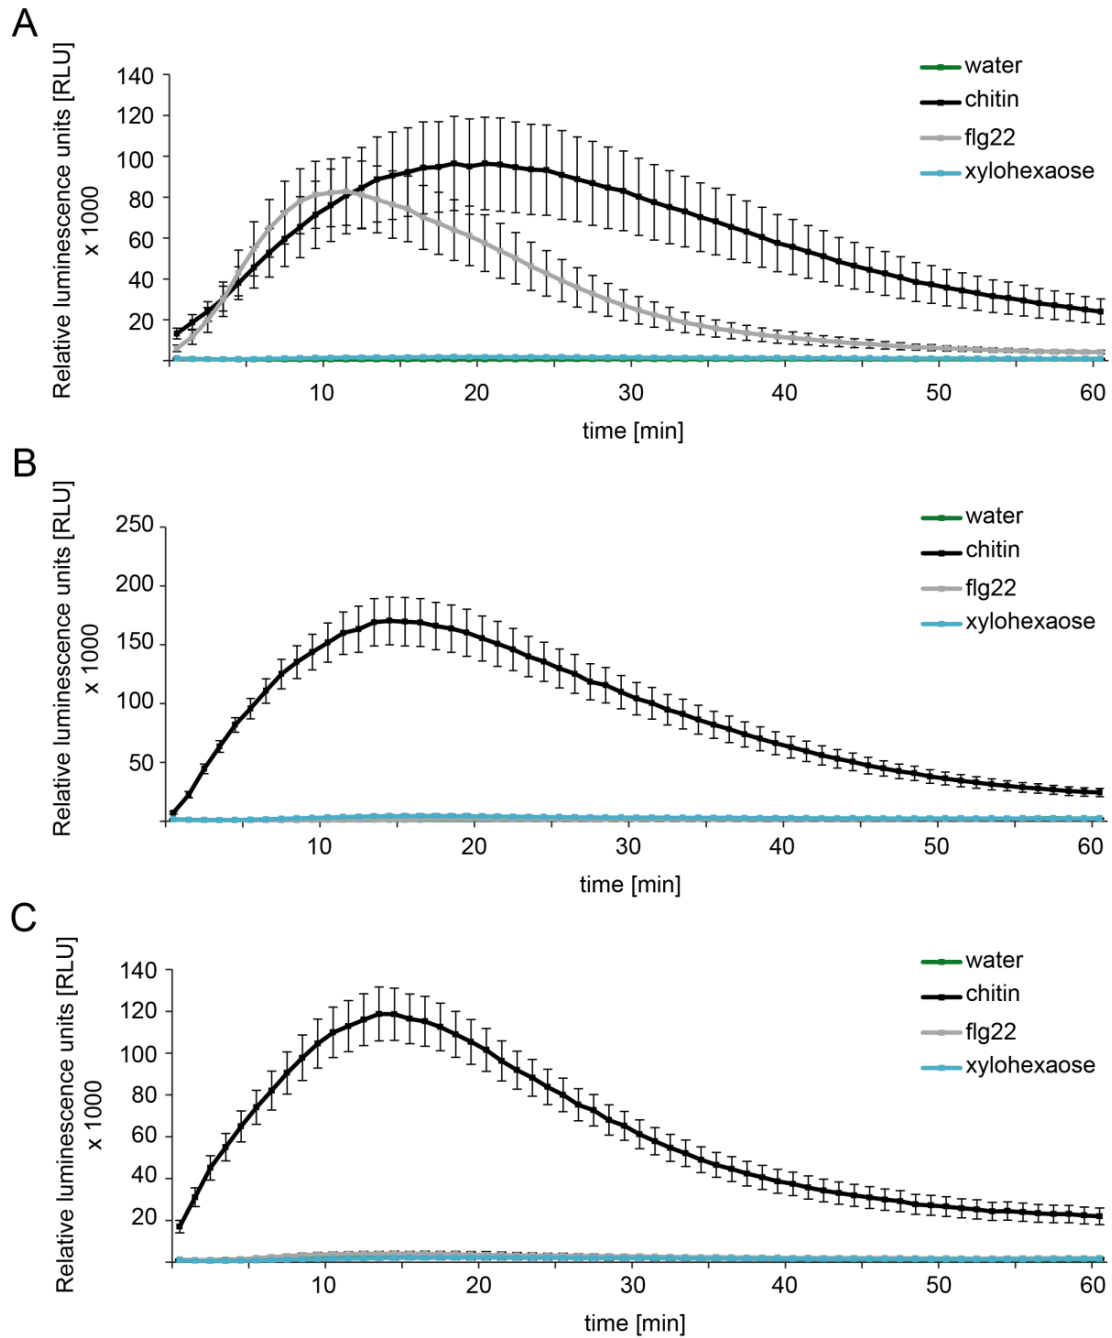 A
Relative luminescence units [RLU]
x 1000
140
120
100
80
60
40
20
water
chitin
flg22
xylohexaose
10 20 30 40 50 60
time [min]
B
Relative luminescence units [RLU]
x 1000
250
200
150
100
50
water
chitin
flg22
xylohexaose
10 20 30 40 50 60
time [min]
C
Relative luminescence units [RLU]
x 1000
140
120
100
80
60
40
20
water
chitin
flg22
xylohexaose
10 20 30 40 50 60
time [min]